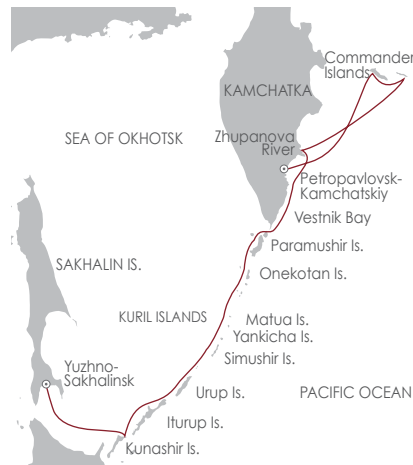 Commander
Islands
KAMCHATKA
SEA OF OKHOTSK
Zhupanova
River
Petropavlovsk-
Kamchatskiy
Vestnik Bay
Paramushir Is.
SAKHALIN IS.
Onekotan Is.
KURIL ISLANDS
Matua Is.
Yankicha Is.
Simushir Is.
Yuzhno-
Sakhalinsk
Urup Is.
PACIFIC OCEAN
Iturup Is.
Kunashir Is.